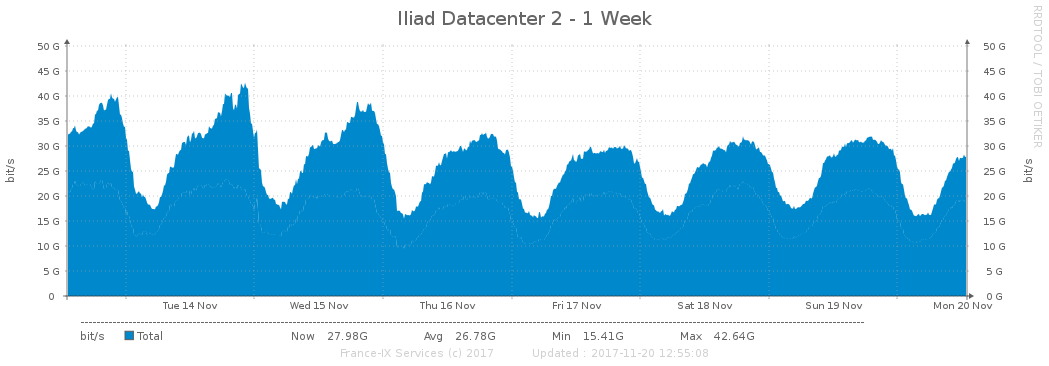 Iliad Datacenter 2 - 1 Week
RRDTOOL / TOBI OETIKER
50 G 50 G
45 G 45 G
40 G 40 G
35 G 35 G
30 G 30 G
25 G 25 G
20 G 20 G
15 G 15 G
10 G 10 G
5 G 5 G
0 0 G
bit/s
bit/s
Tue 14 Nov Wed 15 Nov Thu 16 Nov Fri 17 Nov Sat 18 Nov Sun 19 Nov Mon 20 Nov
bit/s Total Now 27.98G Avg 26.78G Min 15.41G Max 42.64G
France-IX Services (c) 2017 Updated : 2017-11-20 12:55:08